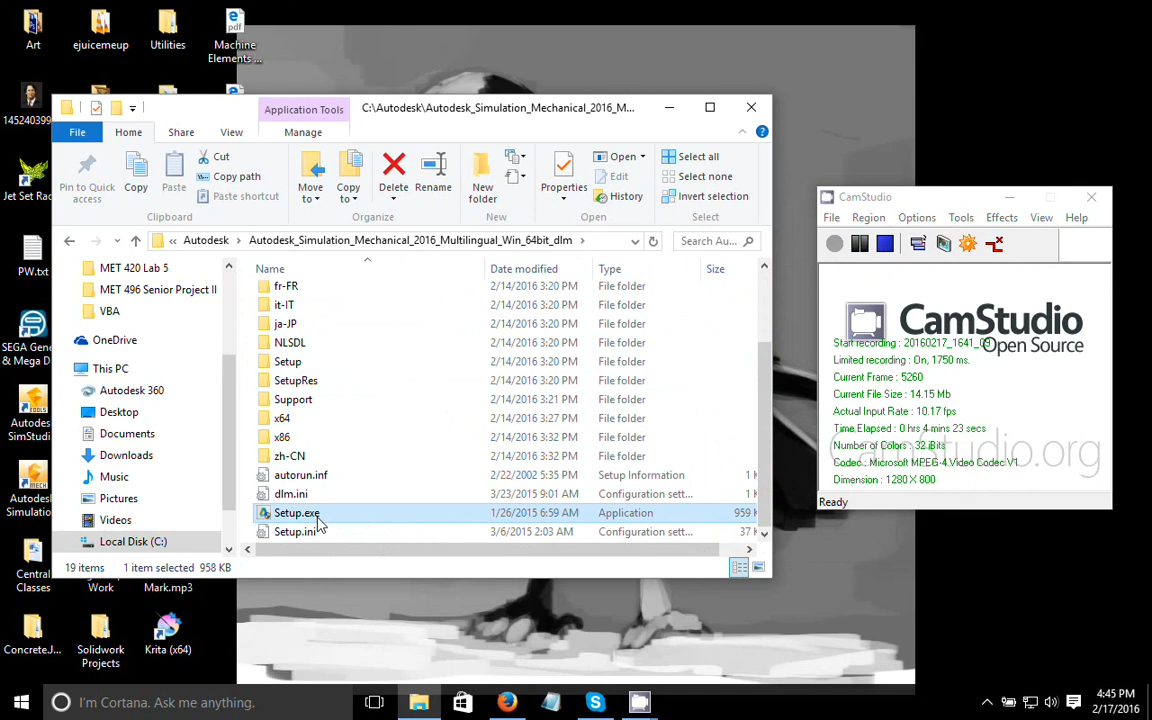 Art
ejuicemeup
Utilities
Machine
Elements ...
145240399
Jet Set Rad
PW.txt
SEGA Gene
& Mega D
Autodes
SimStudi
Autodes
Simulation
Central
Classes
Work
Mark.mp3
Concrete.J...
Solidwork
Projects
Krita (x64)
Application Tools
C:\Autodesk\Autodesk_Simulation_Mechanical_2016_M...
File
Home
Share
View
Manage
Pin to Quick
access
Copy
Paste
Cut
Copy path
Paste shortcut
Clipboard
Move
to
Copy
to
Delete
Rename
Organize
New
folder
New
Properties
Open
Edit
History
Open
Select all
Select none
Invert selection
Select
« Autodesk › Autodesk_Simulation_Mechanical_2016_Multilingual_Win_64bit_dlm ›
Search Au...
MET 420 Lab 5
MET 496 Senior Project II
VBA
OneDrive
This PC
Autodesk 360
Desktop
Documents
Downloads
Music
Pictures
Videos
Local Disk (C:)
Name Date modified Type Size
fr-FR 2/14/2016 3:20 PM File folder
it-IT 2/14/2016 3:20 PM File folder
ja-JP 2/14/2016 3:20 PM File folder
NLSDL 2/14/2016 3:20 PM File folder
Setup 2/14/2016 3:20 PM File folder
SetupRes 2/14/2016 3:20 PM File folder
Support 2/14/2016 3:21 PM File folder
x64 2/14/2016 3:27 PM File folder
x86 2/14/2016 3:32 PM File folder
zh-CN 2/14/2016 3:32 PM File folder
autorun.inf 2/22/2002 5:35 PM Setup Information 1 K
dlm.ini 3/23/2015 9:01 AM Configuration sett... 1 K
Setup.exe 1/26/2015 6:59 AM Application 959 K
Setup.ini 3/6/2015 2:03 AM Configuration sett... 37 K
19 items 1 item selected 958 KB
CamStudio
File Region Options Tools Effects View Help
CamStudio
Open Source
Start recording : 20160217_1641_09
Limited recording : On, 1750 ms.
Current Frame : 5260
Current File Size : 14.15 Mb
Actual Input Rate : 10.17 fps
Time Elapsed : 0 hrs 4 mins 23 secs
Number of Colors : 32 Bits
Codec : Microsoft MPEG-4 Video Codec V1
Dimension : 1280 X 800
CamStudio.org
Ready
I'm Cortana. Ask me anything.
4:45 PM
2/17/2016